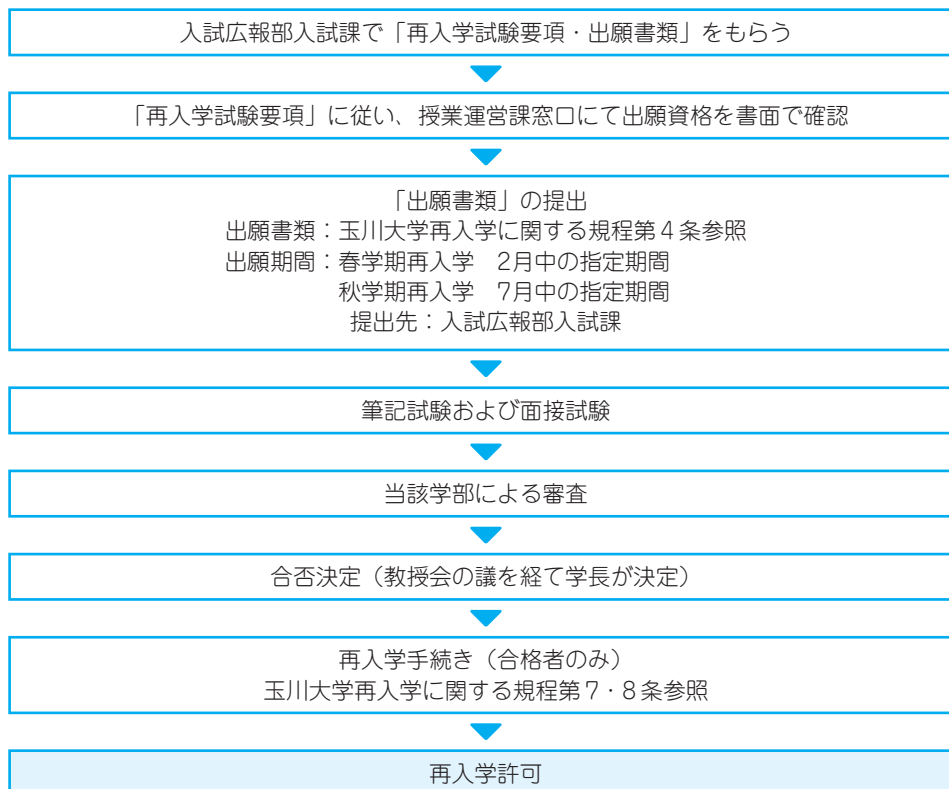 入試広報部入試課で「再入学試験要項・出願書類」をもらう
「再入学試験要項」に従い、授業運営課窓口にて出願資格を書面で確認
「出願書類」の提出
出願書類：玉川大学再入学に関する規程第４条参照
出願期間：春学期再入学　2月中の指定期間
秋学期再入学　7月中の指定期間
提出先：入試広報部入試課
筆記試験および面接試験
当該学部による審査
合否決定（教授会の議を経て学長が決定）
再入学手続き（合格者のみ）
玉川大学再入学に関する規程第７・８条参照
再入学許可